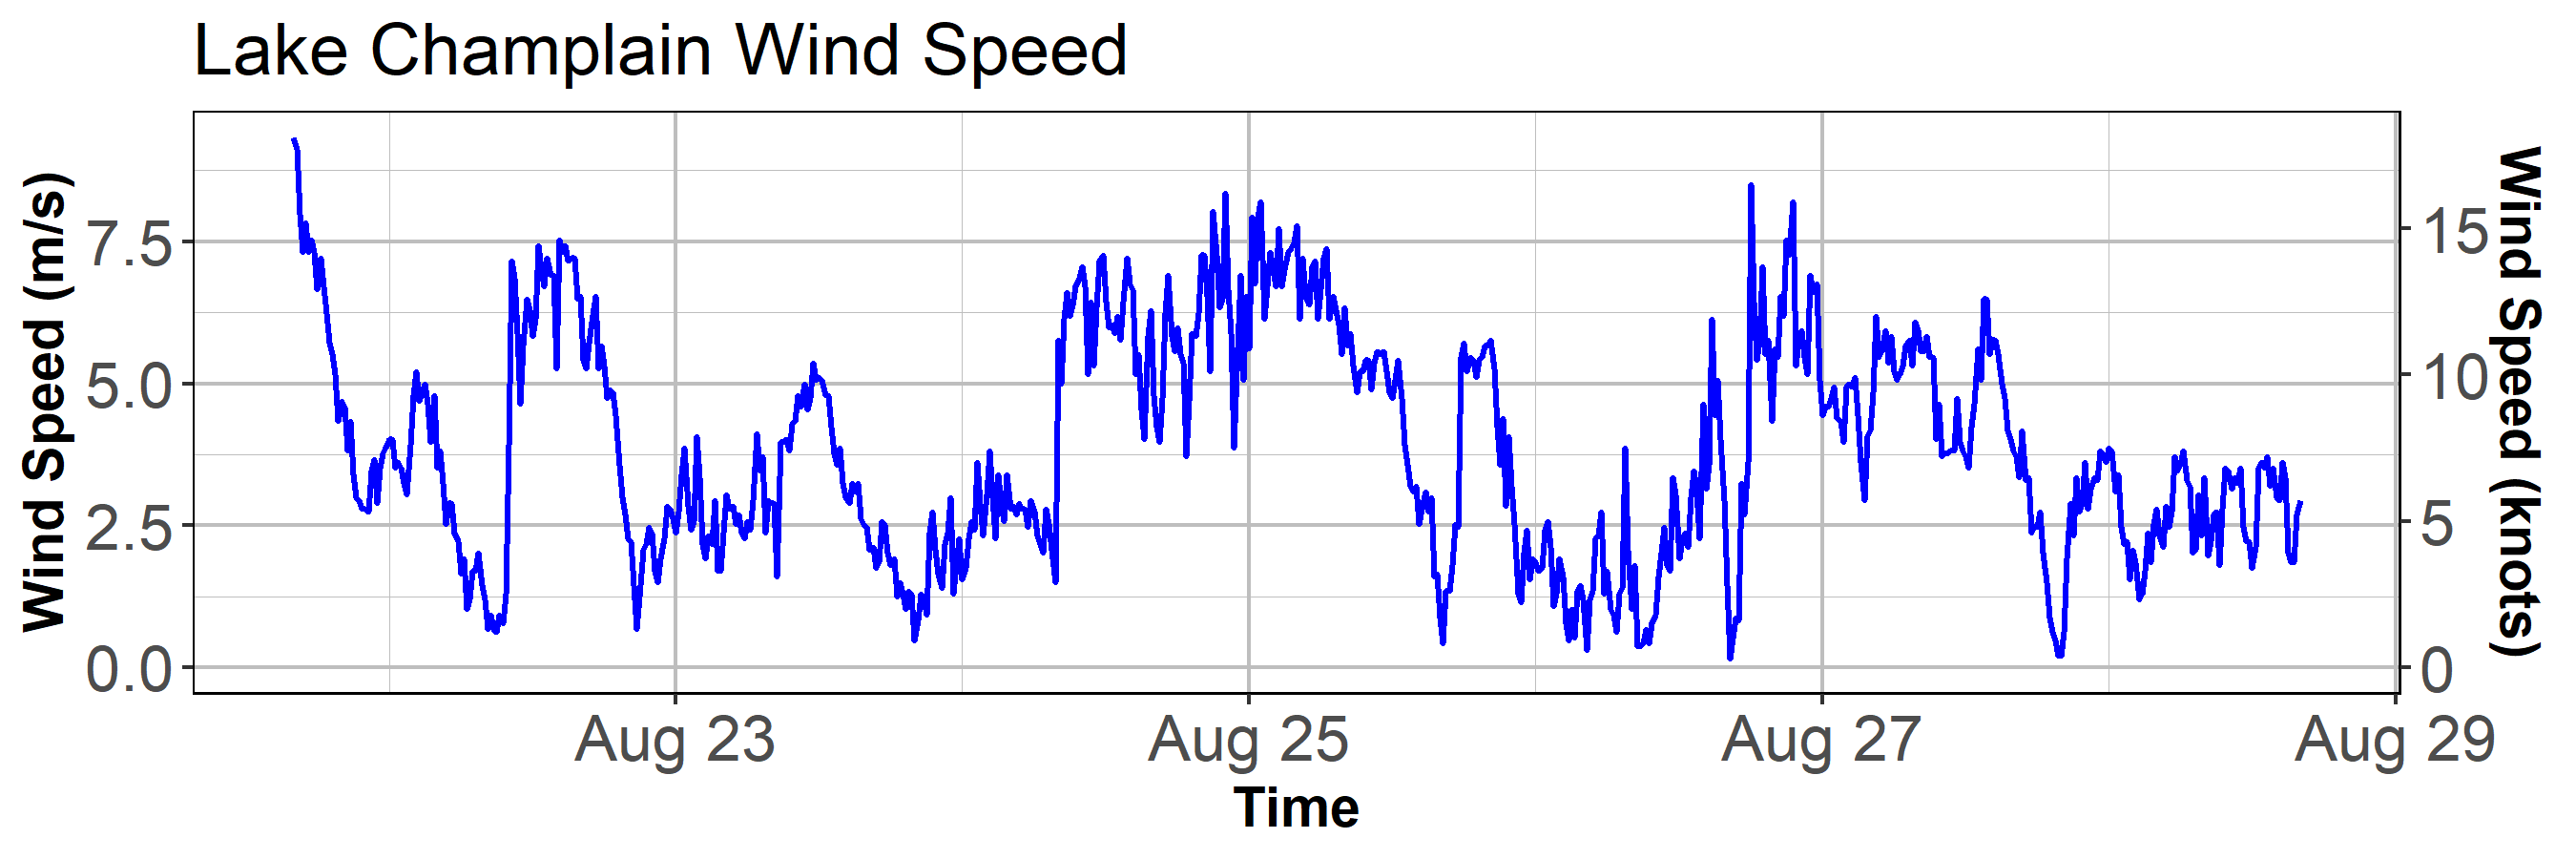 Lake Champlain Wind Speed
Wind Speed (m/s)
7.5
5.0
2.5
0.0
15
10
5
0
Wind Speed (knots)
Aug 23
Aug 25
Aug 27
Aug 29
Time